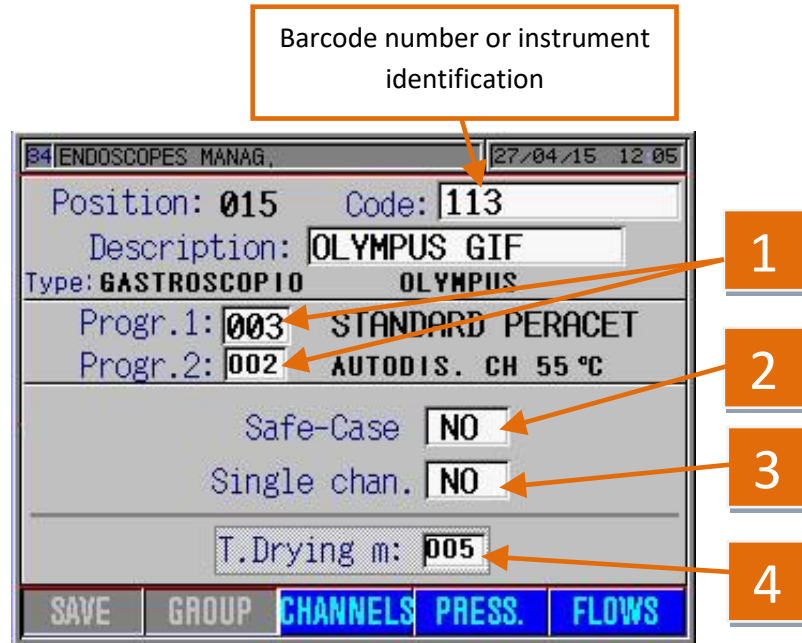 Barcode number or instrument
identification
84 ENDOSCOPES MANAG. 27/04/15 12:05
Position: 015 Code: 113
Description: OLYMPUS GIF
Type: GASTROSCOPIO OLYMPUS
Progr.1: 003 STANDARD PERACET
Progr.2: 002 AUTODIS. CH 55 °C
Safe-Case NO
Single chan. NO
T.Drying m: 005
SAVE GROUP CHANNELS PRESS. FLOWS
1
2
3
4